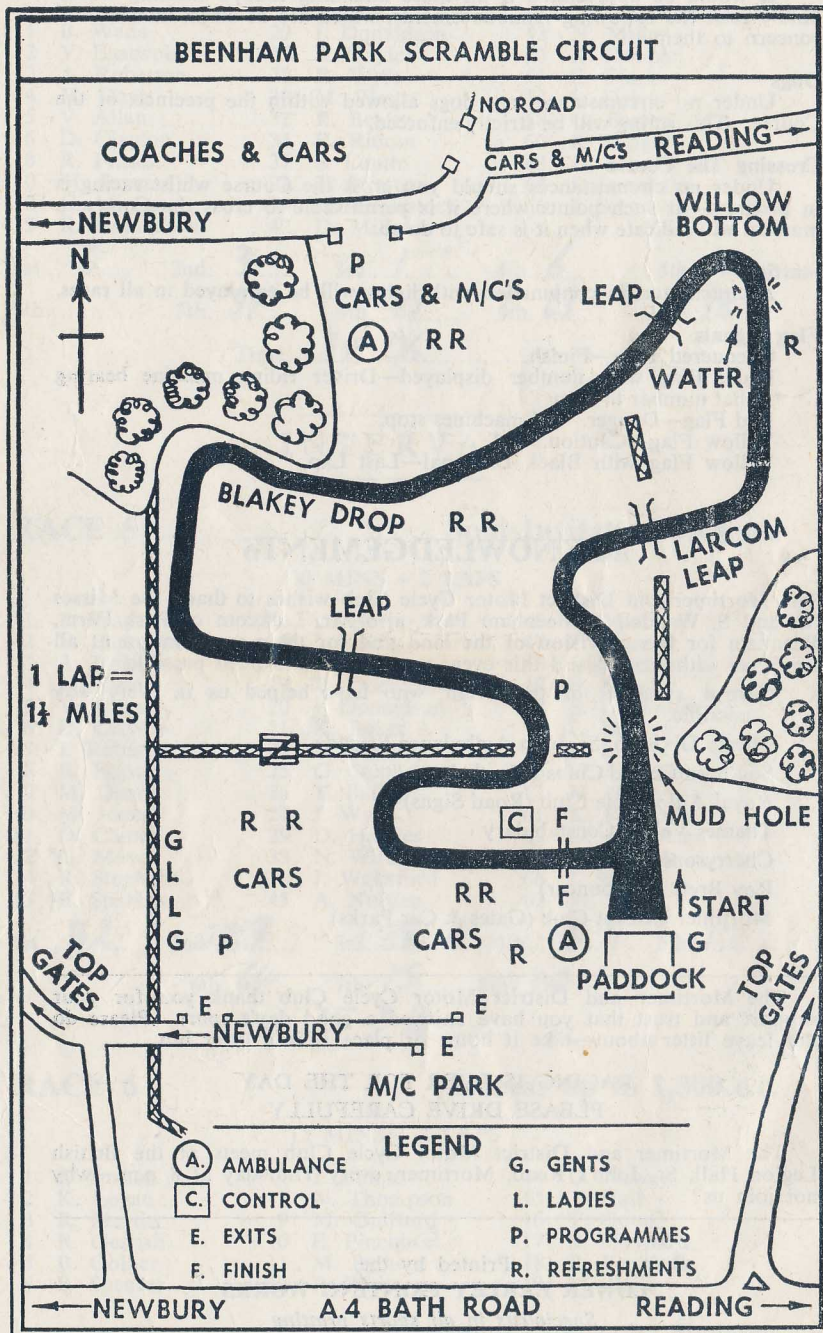 BEENHAM PARK SCRAMBLE CIRCUIT
NO ROAD
COACHES & CARS
CARS & M/C'S READING
NEWBURY
WILLOW
BOTTOM
N
P
CARS & M/C'S
LEAP
A R R
R
WATER
BLAKEY DROP
R R
LARCOM
LEAP
LEAP
1 LAP =
1¼ MILES
P
MUD HOLE
R R
C F
G
L
L
G
CARS
R R
F
START
CARS
A
G
P
R
PADDOCK
TOP
GATES
TOP
GATES
E
E
NEWBURY
E
M/C PARK
LEGEND
A. AMBULANCE
G. GENTS
C. CONTROL
L. LADIES
E. EXITS
P. PROGRAMMES
F. FINISH
R. REFRESHMENTS
NEWBURY A.4 BATH ROAD READING